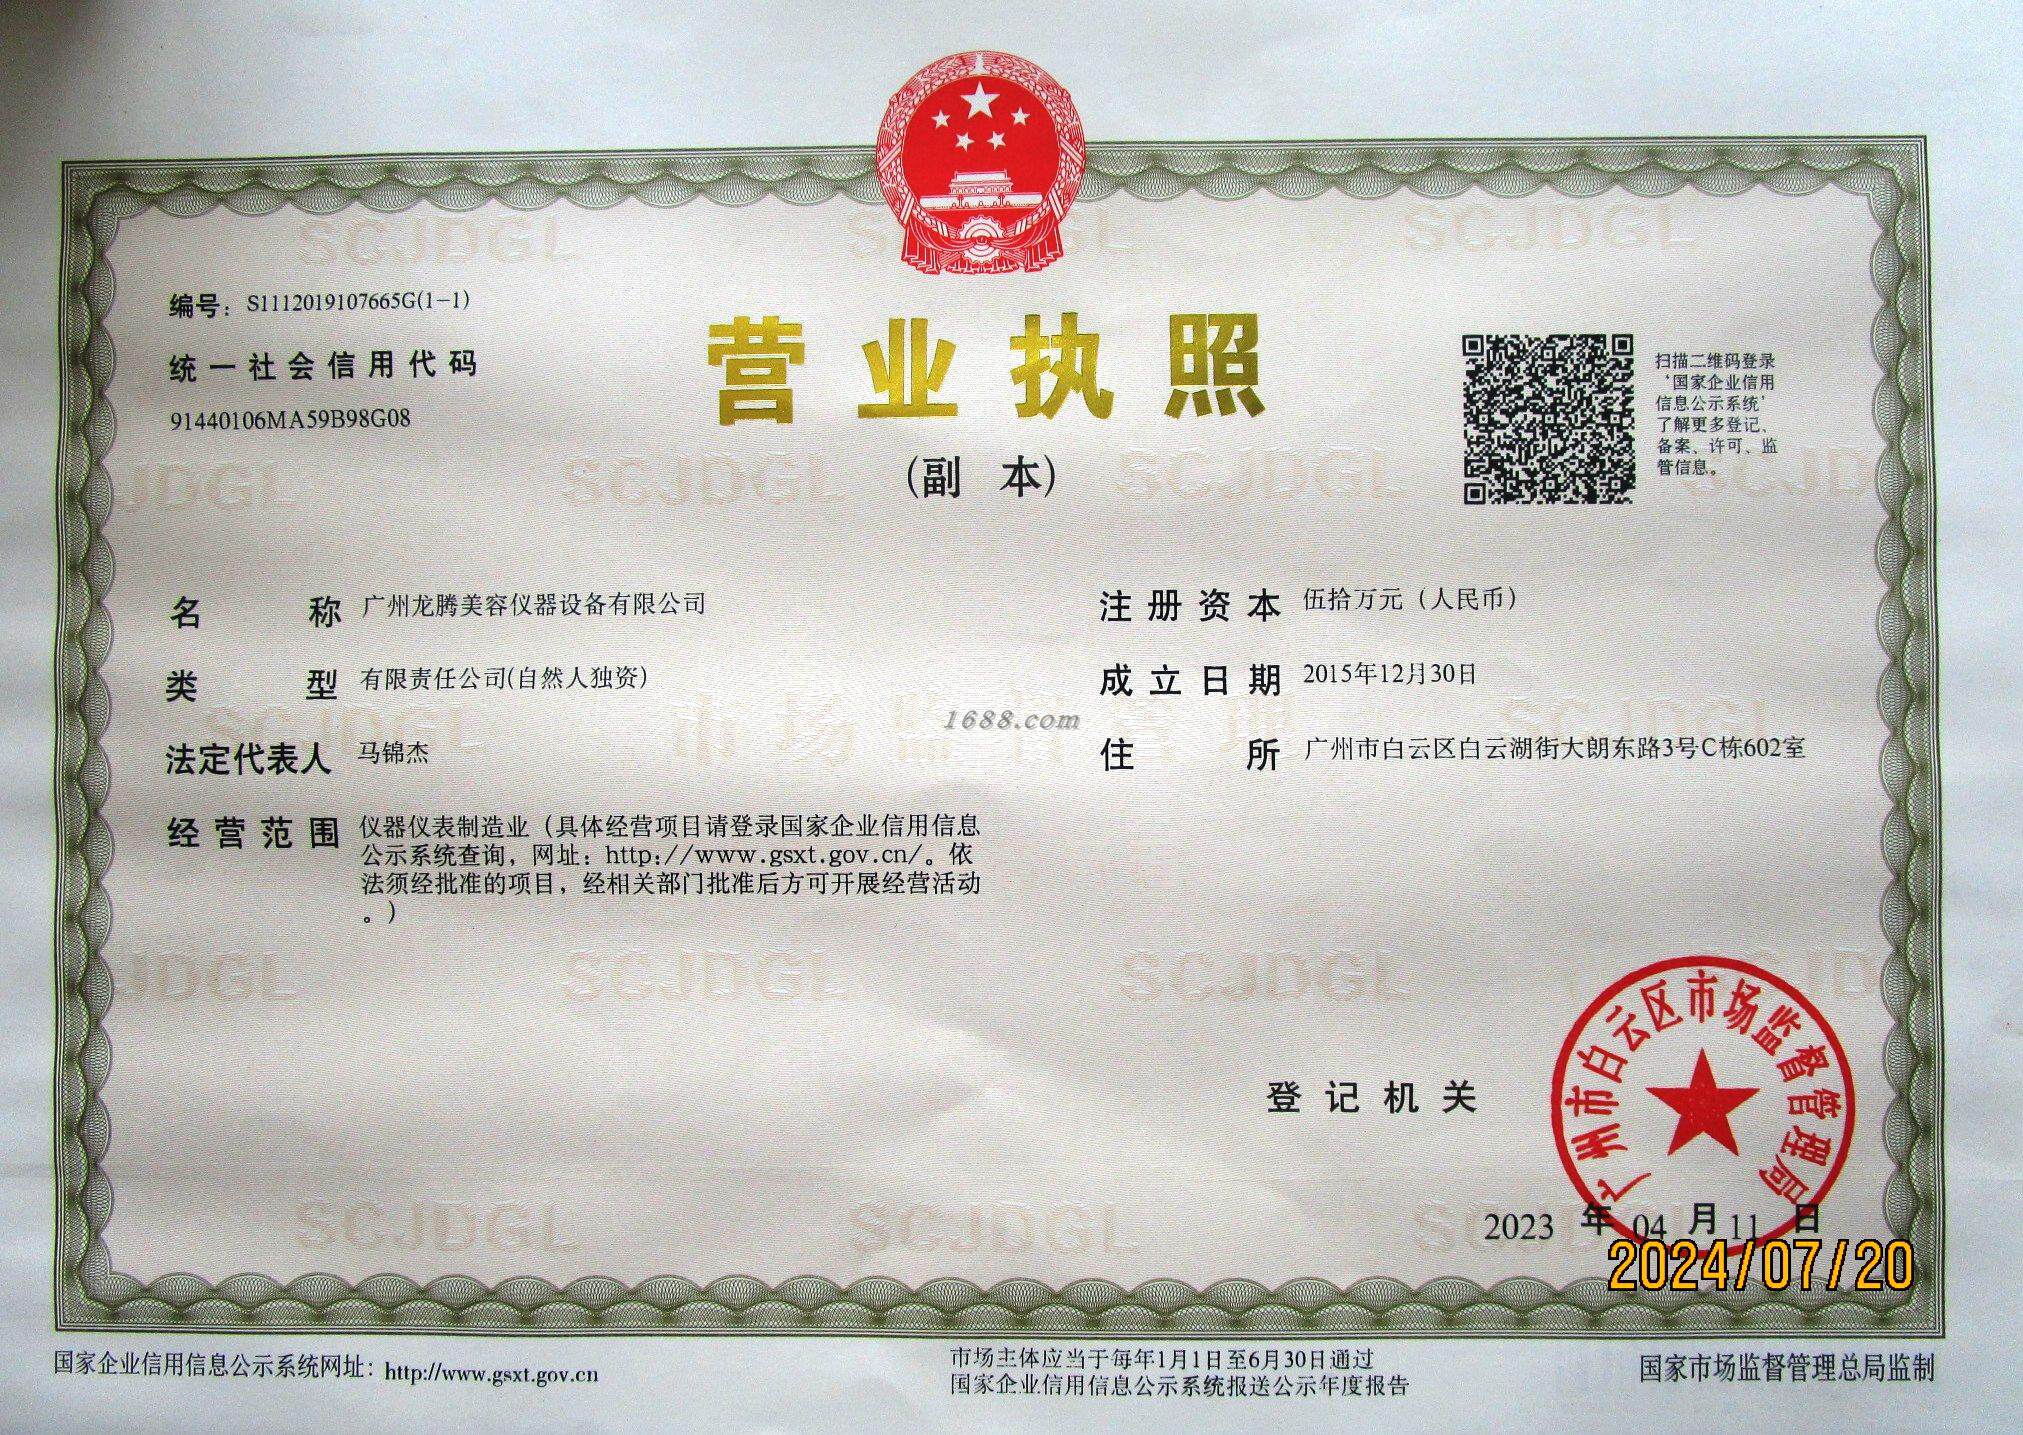 编号： S1112019107665G(1-1)
统一社会信用代码
91440106MA59B98G08
营业执照
(副 本)
扫描二维码登录
‘国家企业信用
信息公示系统’
了解更多登记、
备案、许可、监
管信息。
名 称 广州龙腾美容仪器设备有限公司
类 型 有限责任公司(自然人独资)
法定代表人 马锦杰
经营范围 仪器仪表制造业（具体经营项目请登录国家企业信用信息
公示系统查询，网址：http://www.gsxt.gov.cn/。依
法须经批准的项目，经相关部门批准后方可开展经营活动
。）
注册资本 伍拾万元（人民币）
成立日期 2015年12月30日
住 所 广州市白云区白云湖街大朗东路3号C栋602室
1688.com
SCJDGL
市场监督管理
登记机关
广州市白云区市场监督管理局
2023 年 04 月 11 日
2024/07/20
国家企业信用信息公示系统网址：http://www.gsxt.gov.cn
市场主体应当于每年1月1日至6月30日通过
国家企业信用信息公示系统报送公示年度报告
国家市场监督管理总局监制